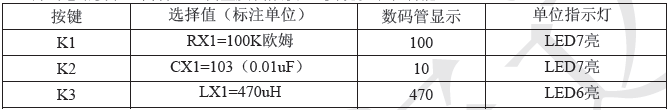 按键 选择值（标注单位） 数码管显示 单位指示灯
K1 RX1=100K欧姆 100 LED7亮
K2 CX1=103（0.01uF） 10 LED7亮
K3 LX1=470uH 470 LED6亮